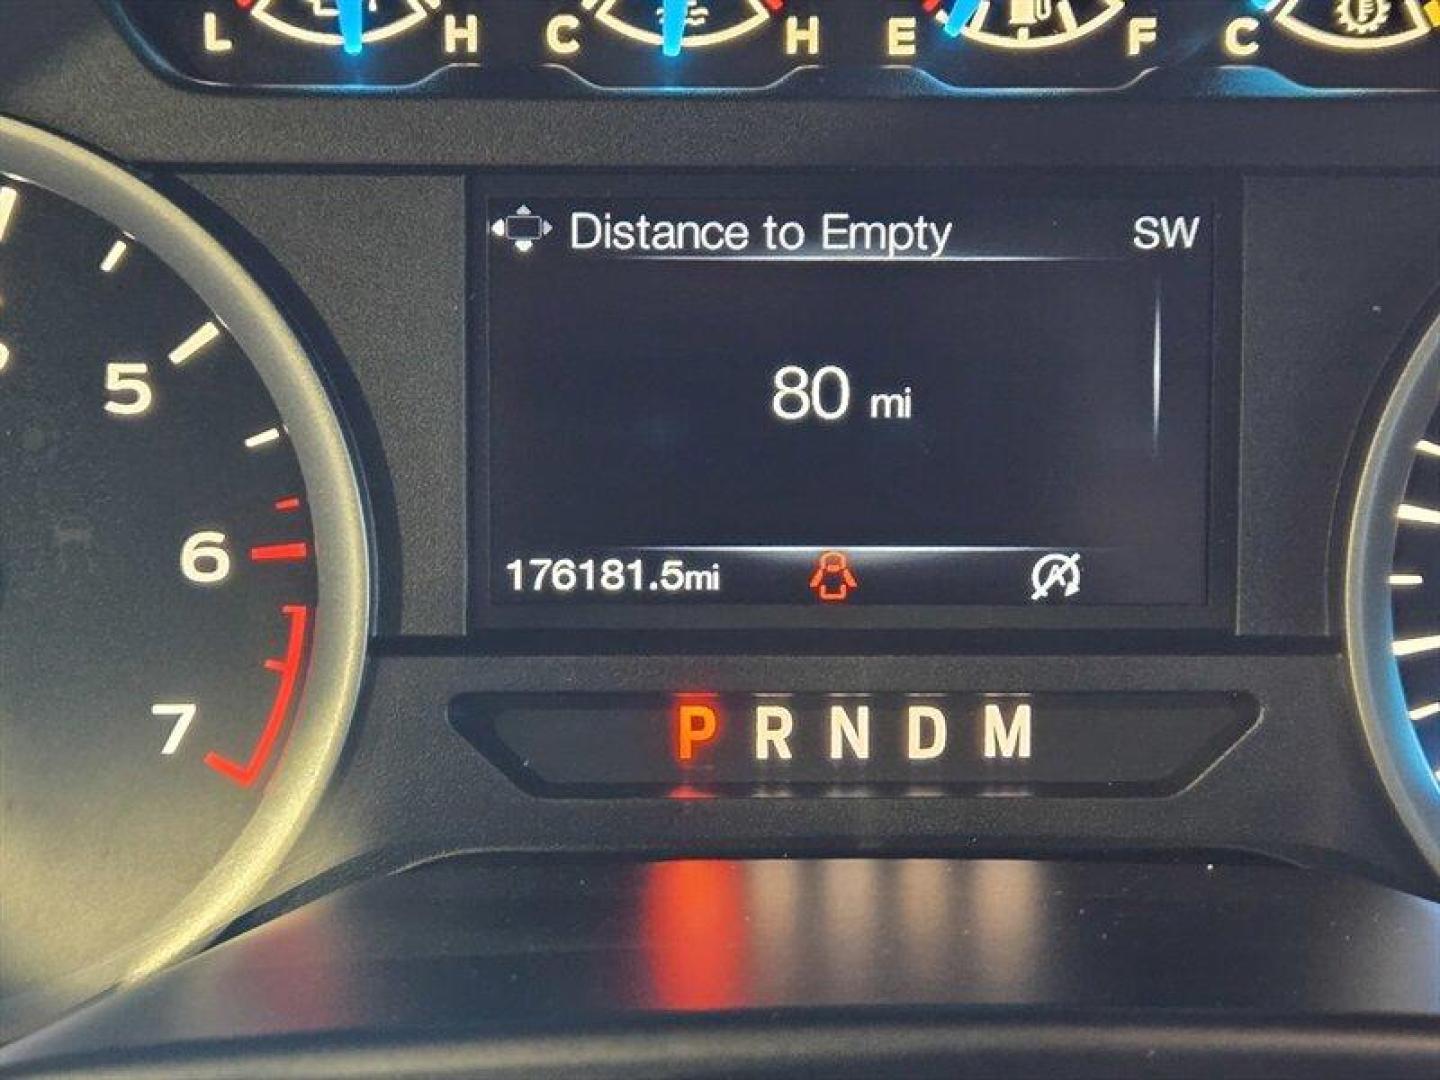 L H C H E F C
Distance to Empty SW
5
80 mi
6
176181.5mi
7
P R N D M